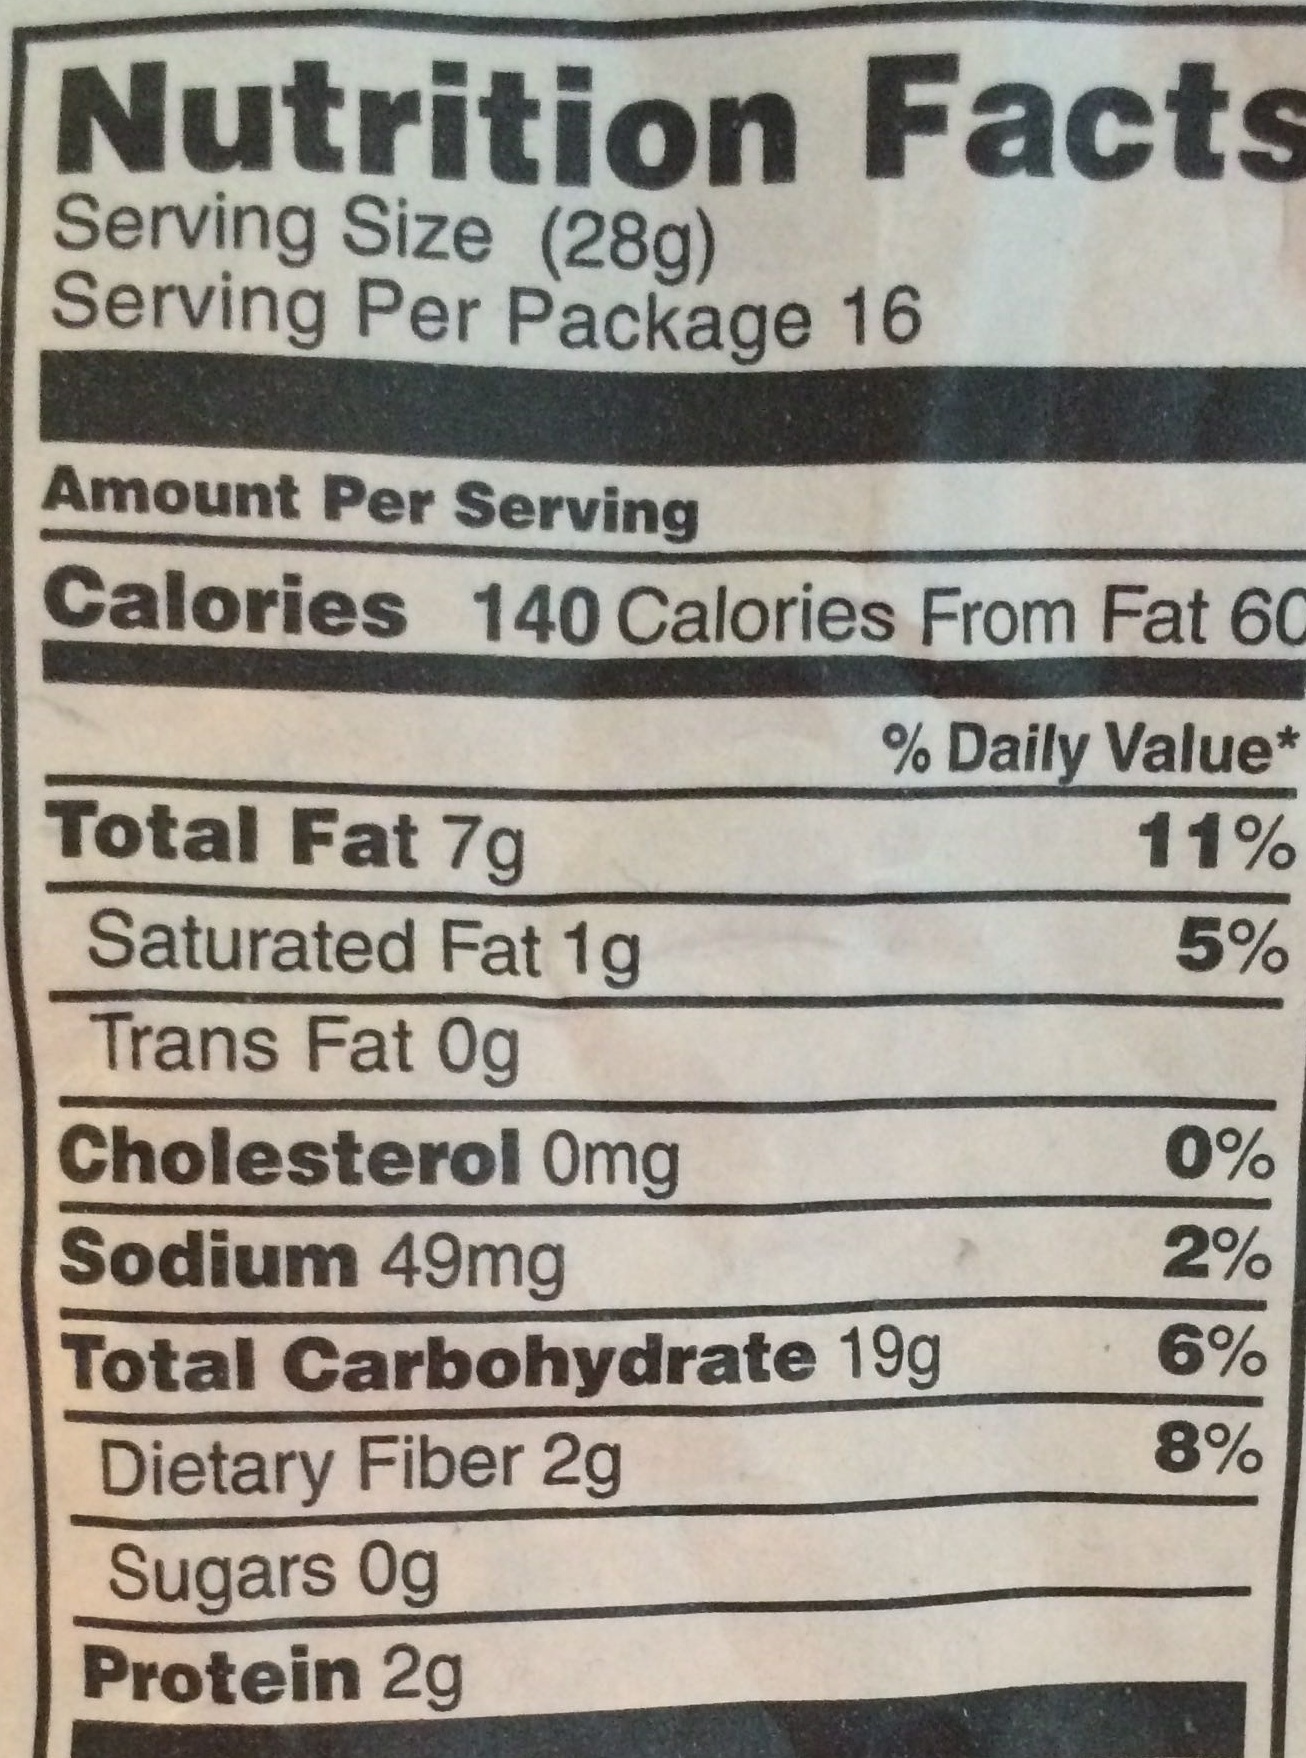 Nutrition Facts
Serving Size (28g)
Serving Per Package 16
Amount Per Serving
Calories 140 Calories From Fat 60
% Daily Value*
Total Fat 7g 11%
Saturated Fat 1g 5%
Trans Fat 0g
Cholesterol 0mg 0%
Sodium 49mg 2%
Total Carbohydrate 19g 6%
Dietary Fiber 2g 8%
Sugars 0g
Protein 2g